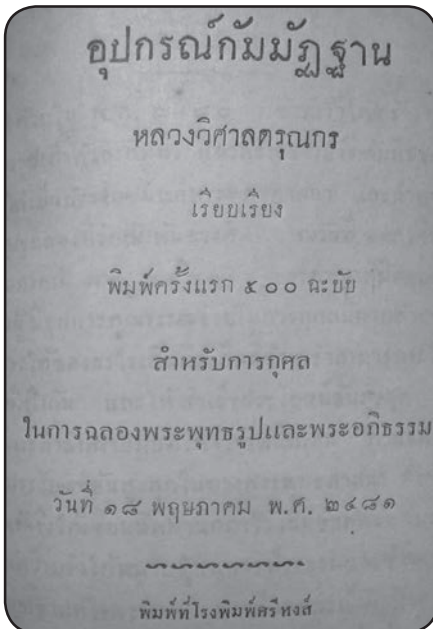 อุปกรณ์กัมมัฏฐาน
หลวงวิศาลดรุณกร
เรียบเรียง
พิมพ์ครั้งแรก ๕๐๐ ฉะบับ
สำหรับการกุศล
ในการฉลองพระพุทธรูปและพระอภิธรรม
วันที่ ๑๘ พฤษภาคม พ.ศ. ๒๔๘๑
พิมพ์ที่โรงพิมพ์ศรีหงส์